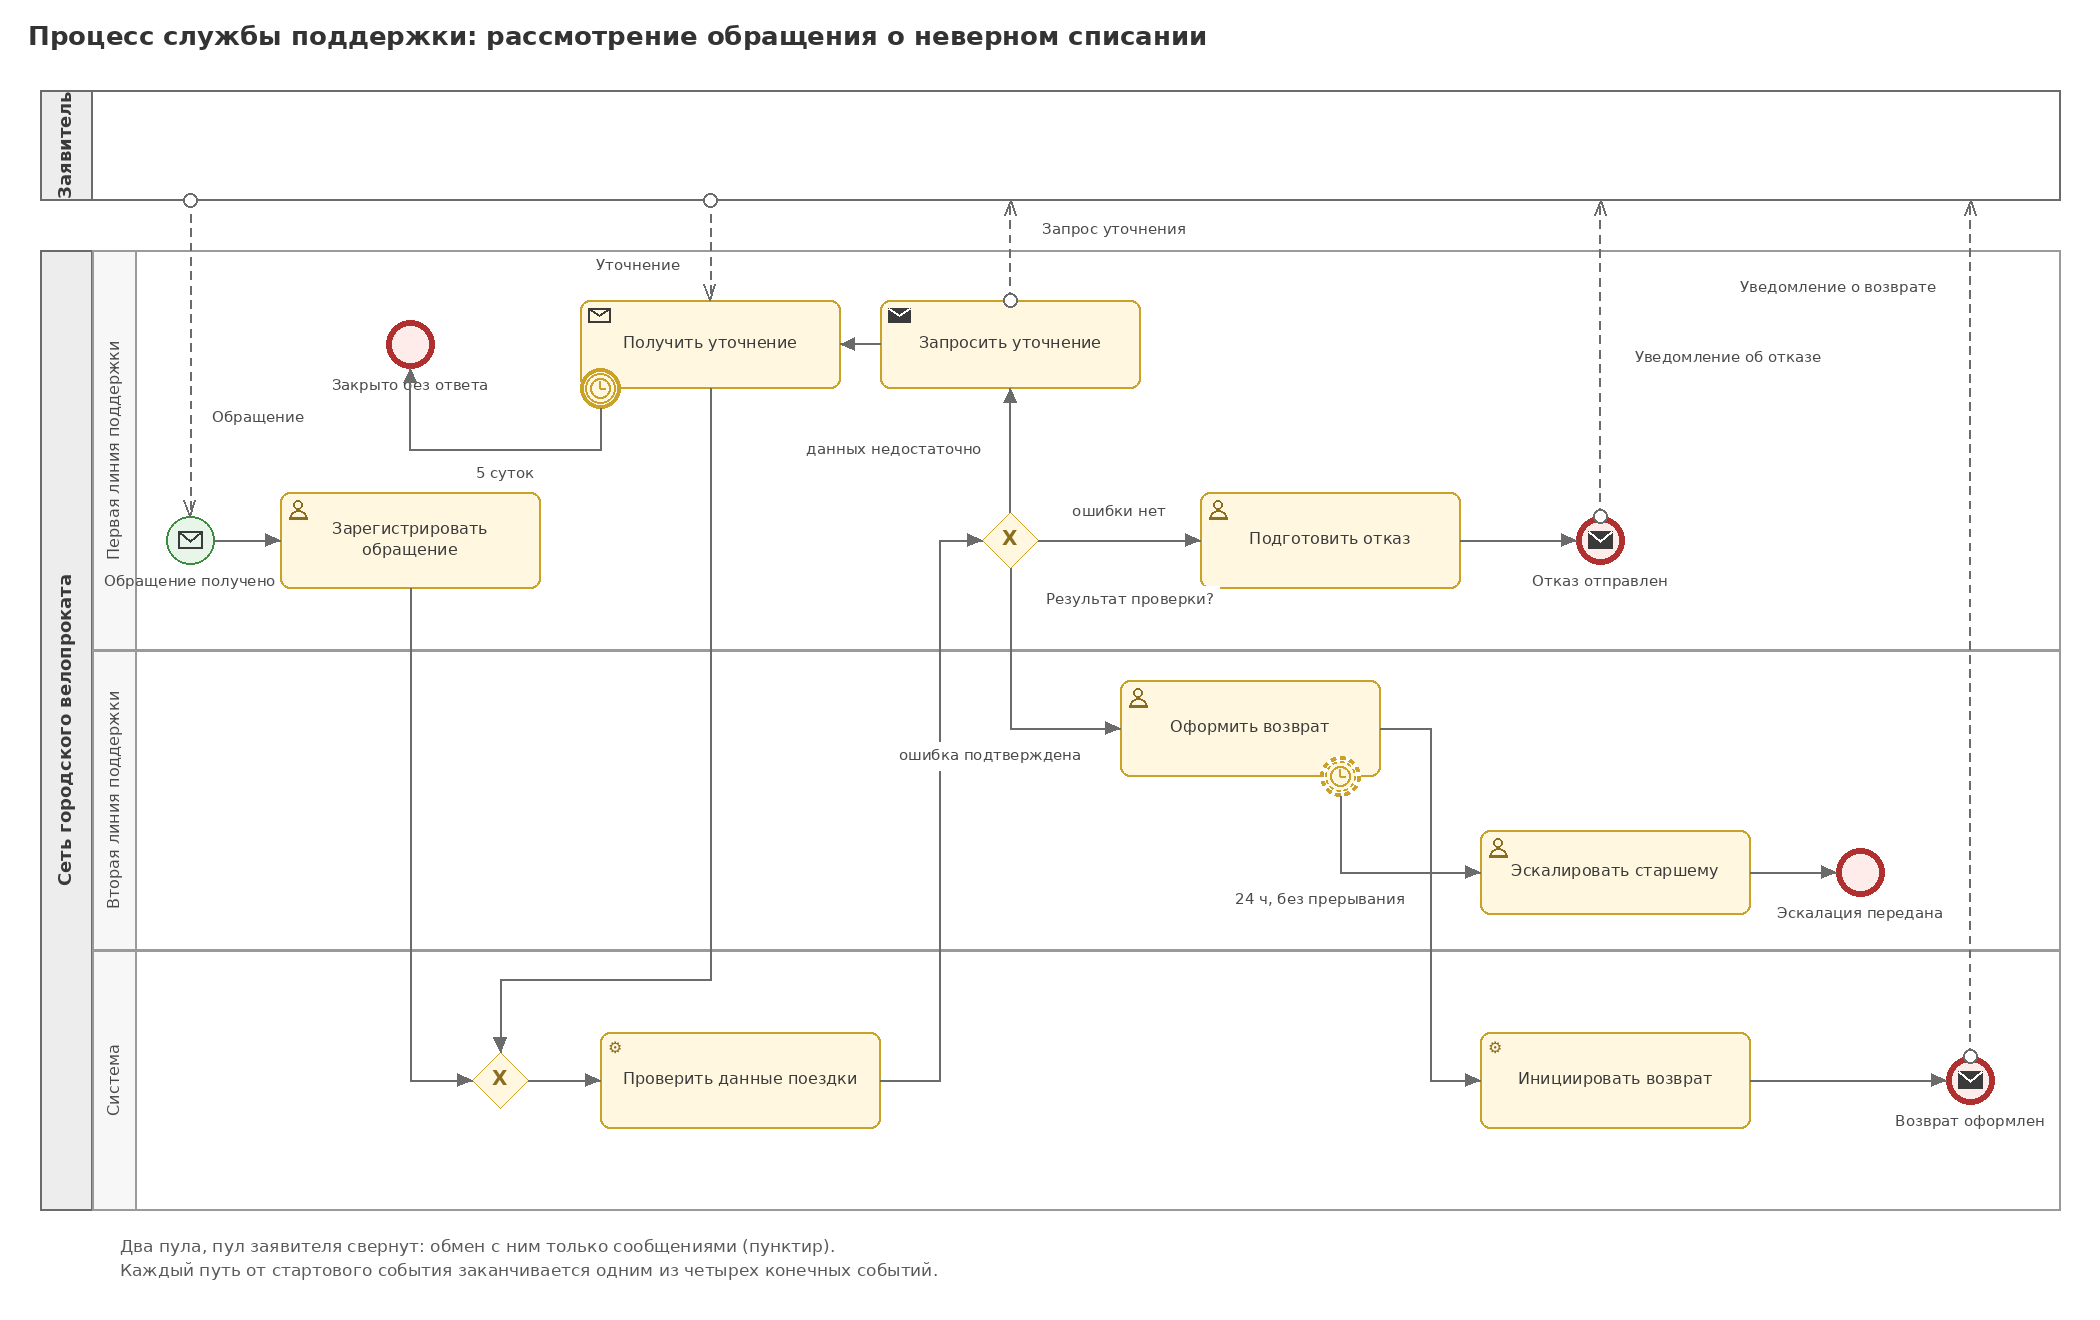 Процесс службы поддержки: рассмотрение обращения о неверном списании
Заявитель
Запрос уточнения
Уточнение
Уведомление о возврате
Получить уточнение
Запросить уточнение
Уведомление об отказе
Закрыто без ответа
Обращение
данных недостаточно
5 суток
Первая линия поддержки
ошибки нет
Зарегистрировать
обращение
X
Подготовить отказ
Обращение получено
Результат проверки?
Отказ отправлен
Сеть городского велопроката
Вторая линия поддержки
Оформить возврат
ошибка подтверждена
Эскалировать старшему
24 ч, без прерывания
Эскалация передана
Система
X
Проверить данные поездки
Инициировать возврат
Возврат оформлен
Два пула, пул заявителя свернут: обмен с ним только сообщениями (пунктир).
Каждый путь от стартового события заканчивается одним из четырех конечных событий.